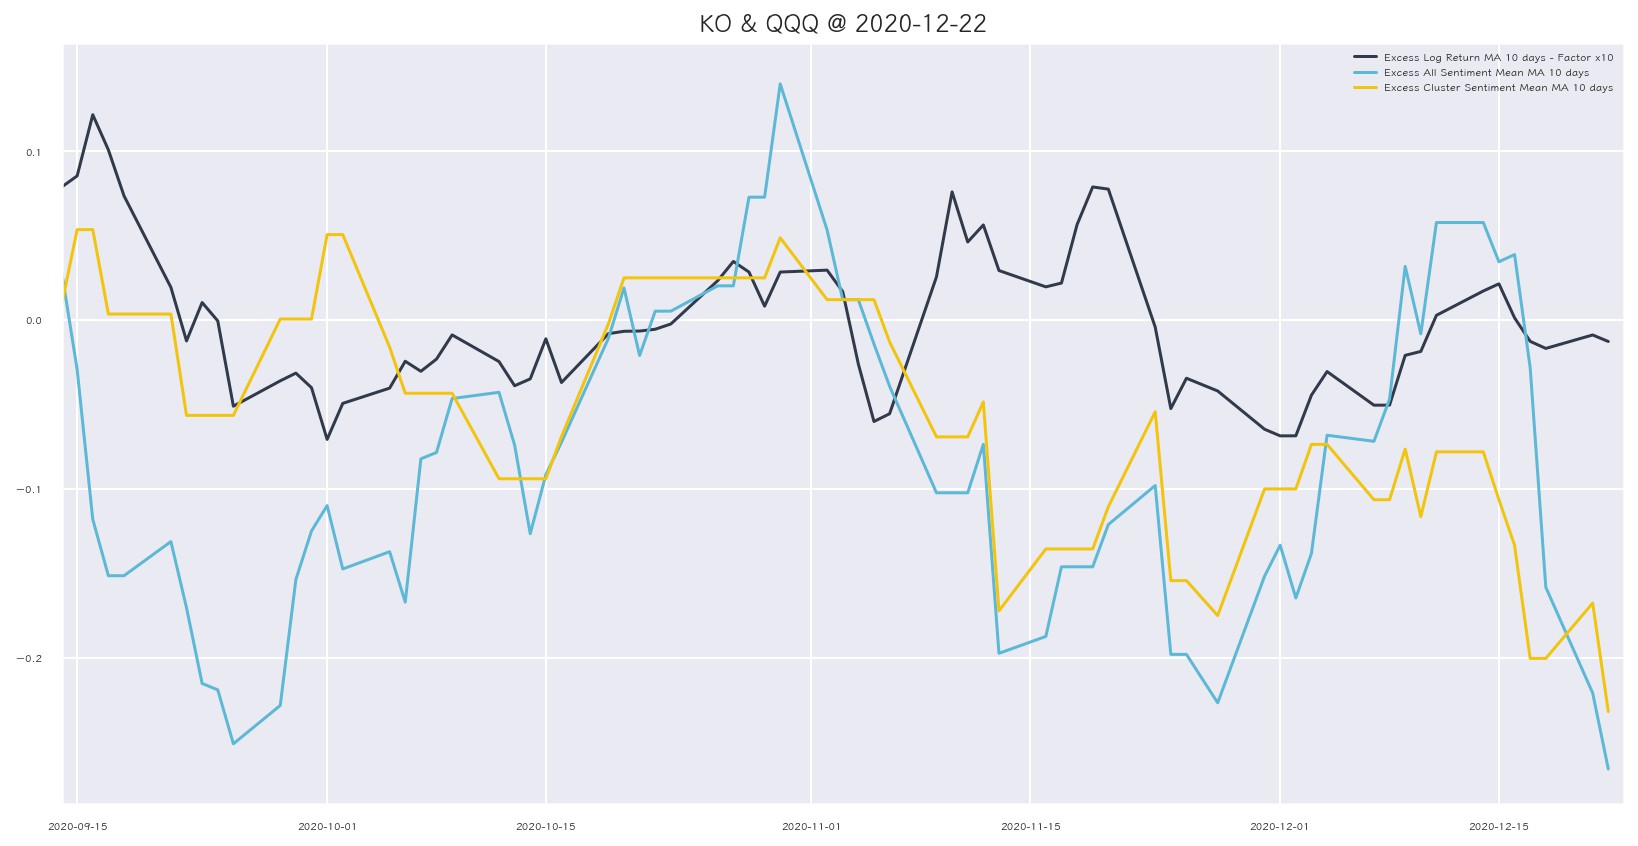 KO & QQQ @ 2020-12-22
Excess Log Return MA 10 days - Factor x10
Excess All Sentiment Mean MA 10 days
Excess Cluster Sentiment Mean MA 10 days
0.1
0.0
−0.1
−0.2
2020-09-15 2020-10-01 2020-10-15 2020-11-01 2020-11-15 2020-12-01 2020-12-15